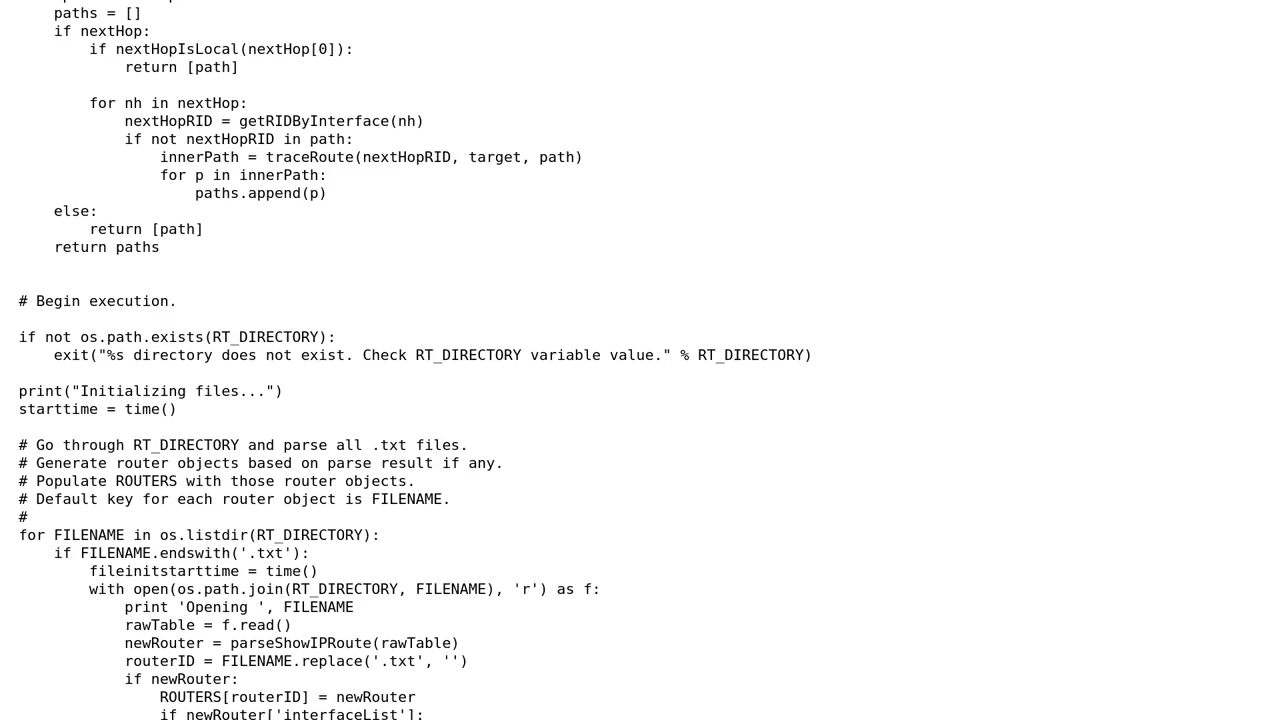 paths = []
if nextHop:
if nextHopIsLocal(nextHop[0]):
return [path]
for nh in nextHop:
nextHopRID = getRIDByInterface(nh)
if not nextHopRID in path:
innerPath = traceRoute(nextHopRID, target, path)
for p in innerPath:
paths.append(p)
else:
return [path]
return paths
# Begin execution.
if not os.path.exists(RT_DIRECTORY):
exit("%s directory does not exist. Check RT_DIRECTORY variable value." % RT_DIRECTORY)
print("Initializing files...")
starttime = time()
# Go through RT_DIRECTORY and parse all .txt files.
# Generate router objects based on parse result if any.
# Populate ROUTERS with those router objects.
# Default key for each router object is FILENAME.
#
for FILENAME in os.listdir(RT_DIRECTORY):
if FILENAME.endswith('.txt'):
fileinitstarttime = time()
with open(os.path.join(RT_DIRECTORY, FILENAME), 'r') as f:
print 'Opening ', FILENAME
rawTable = f.read()
newRouter = parseShowIPRoute(rawTable)
routerID = FILENAME.replace('.txt', '')
if newRouter:
ROUTERS[routerID] = newRouter
if newRouter['interfaceList']: